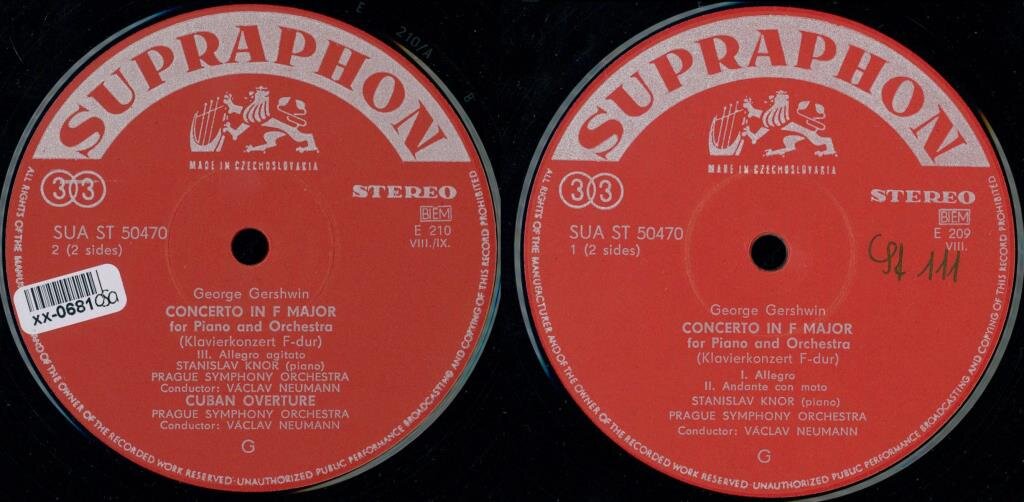 210/A
SUPRAPHON
MADE IN CZECHOSLOVAKIA
33
STEREO
BIEM
SUA ST 50470
E 210
2 (2 sides)
VIII./IX.
xx-0681
George Gershwin
CONCERTO IN F MAJOR
for Piano and Orchestra
(Klavierkonzert F-dur)
III. Allegro agitato
STANISLAV KNOR (piano)
PRAGUE SYMPHONY ORCHESTRA
Conductor: VÁCLAV NEUMANN
CUBAN OVERTURE
PRAGUE SYMPHONY ORCHESTRA
Conductor: VÁCLAV NEUMANN
G
ALL RIGHTS OF THE MANU AND OF THE OWNER OF THE RECORDED WORK RESERVED·UNAUTHORIZED PUBLIC PERFORMANCE BROADCASTING AND COPYING OF THIS RECORD PROHIBITED
SUPRAPHON
MADE IN CZECHOSLOVAKIA
33
STEREO
BIEM
SUA ST 50470
E 209
1 (2 sides)
VIII.
St 111
George Gershwin
CONCERTO IN F MAJOR
for Piano and Orchestra
(Klavierkonzert F-dur)
I. Allegro
II. Andante con moto
STANISLAV KNOR (piano)
PRAGUE SYMPHONY ORCHESTRA
Conductor: VÁCLAV NEUMANN
G
ALL RIGHTS OF THE MANUFACTURER AND OF THE OWNER OF THE RECORDED WORK RESERVED·UNAUTHORIZED PUBLIC PERFORMANCE BROADCASTING AND COPYING OF THIS RECORD PROHIBITED